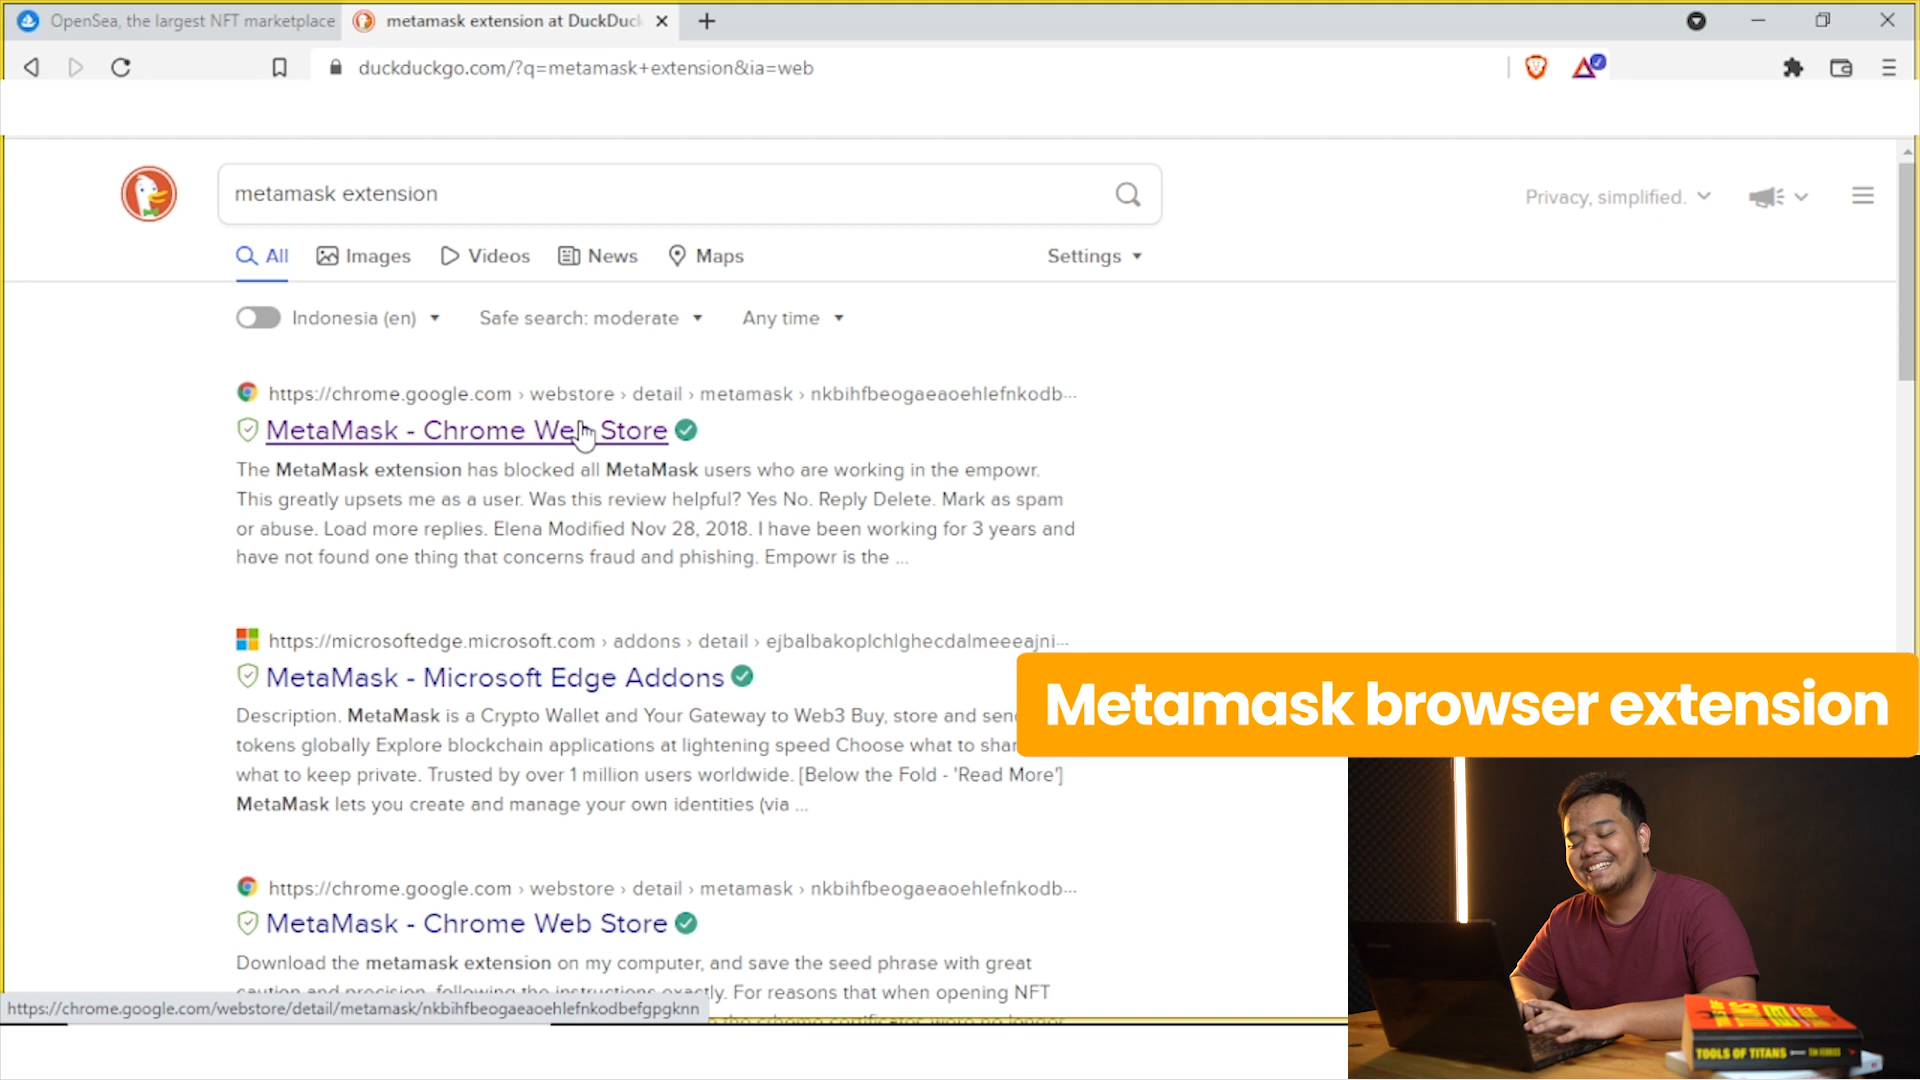 OpenSea, the largest NFT marketplace
metamask extension at DuckDuc
duckduckgo.com/?q=metamask+extension&ia=web
metamask extension
Privacy, simplified.
All Images Videos News Maps Settings
Indonesia (en) Safe search: moderate Any time
https://chrome.google.com › webstore › detail › metamask › nkbihfbeogaeaoehlefnkodb...
MetaMask - Chrome Web Store
The MetaMask extension has blocked all MetaMask users who are working in the empowr.
This greatly upsets me as a user. Was this review helpful? Yes No. Reply Delete. Mark as spam
or abuse. Load more replies. Elena Modified Nov 28, 2018. I have been working for 3 years and
have not found one thing that concerns fraud and phishing. Empowr is the ...
https://microsoftedge.microsoft.com › addons › detail › ejbalbakoplchlghecdalmeeeajni...
MetaMask - Microsoft Edge Addons
Description. MetaMask is a Crypto Wallet and Your Gateway to Web3 Buy, store and sen
tokens globally Explore blockchain applications at lightening speed Choose what to shar
what to keep private. Trusted by over 1 million users worldwide. [Below the Fold - 'Read More']
MetaMask lets you create and manage your own identities (via ...
Metamask browser extension
https://chrome.google.com › webstore › detail › metamask › nkbihfbeogaeaoehlefnkodb...
MetaMask - Chrome Web Store
Download the metamask extension on my computer, and save the seed phrase with great
caution and precision, following the instructions exactly. For reasons that when opening NFT
https://chrome.google.com/webstore/detail/metamask/nkbihfbeogaeaoehlefnkodbefgpgknn
TOOLS OF TITANS